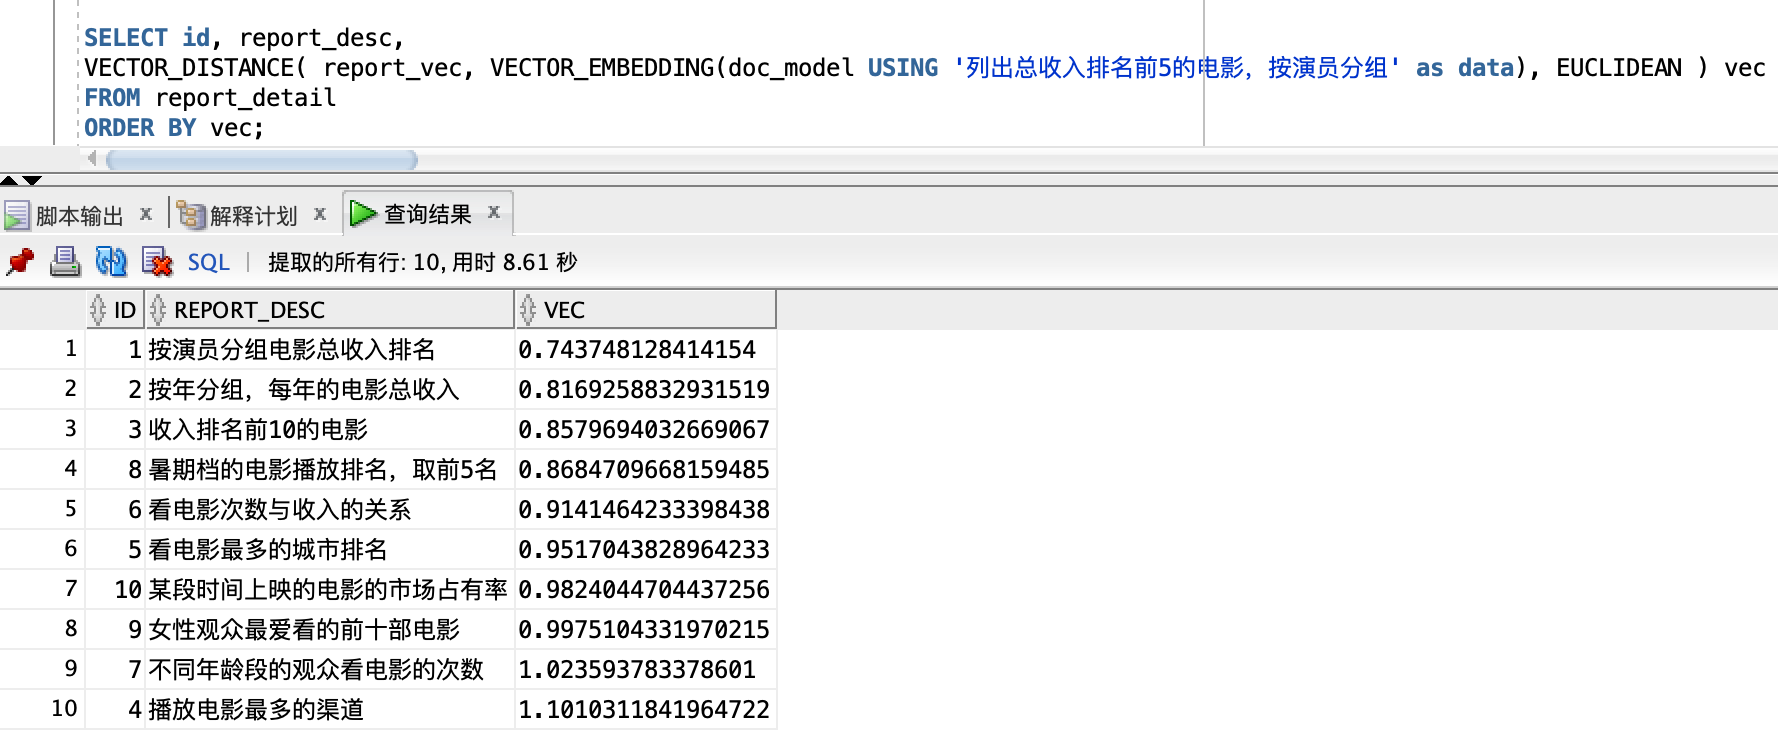 SELECT id, report_desc,
VECTOR_DISTANCE( report_vec, VECTOR_EMBEDDING(doc_model USING '列出总收入排名前5的电影，按演员分组' as data), EUCLIDEAN ) vec
FROM report_detail
ORDER BY vec;
脚本输出 x 解释计划 x 查询结果 x
SQL | 提取的所有行: 10, 用时 8.61 秒
ID REPORT_DESC VEC
1 1 按演员分组电影总收入排名 0.743748128414154
2 2 按年分组，每年的电影总收入 0.8169258832931519
3 3 收入排名前10的电影 0.8579694032669067
4 8 暑期档的电影播放排名，取前5名 0.8684709668159485
5 6 看电影次数与收入的关系 0.9141464233398438
6 5 看电影最多的城市排名 0.9517043828964233
7 10 某段时间上映的电影的市场占有率 0.9824044704437256
8 9 女性观众最爱看的前十部电影 0.9975104331970215
9 7 不同年龄段的观众看电影的次数 1.023593783378601
10 4 播放电影最多的渠道 1.1010311841964722